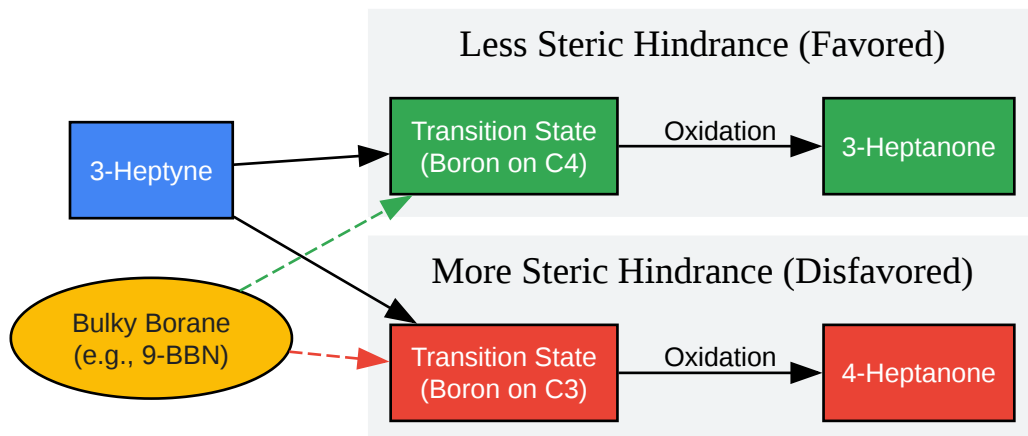 Less Steric Hindrance (Favored)
3-Heptyne
Transition State
(Boron on C4)
Oxidation
3-Heptanone
Bulky Borane
(e.g., 9-BBN)
More Steric Hindrance (Disfavored)
Transition State
(Boron on C3)
Oxidation
4-Heptanone